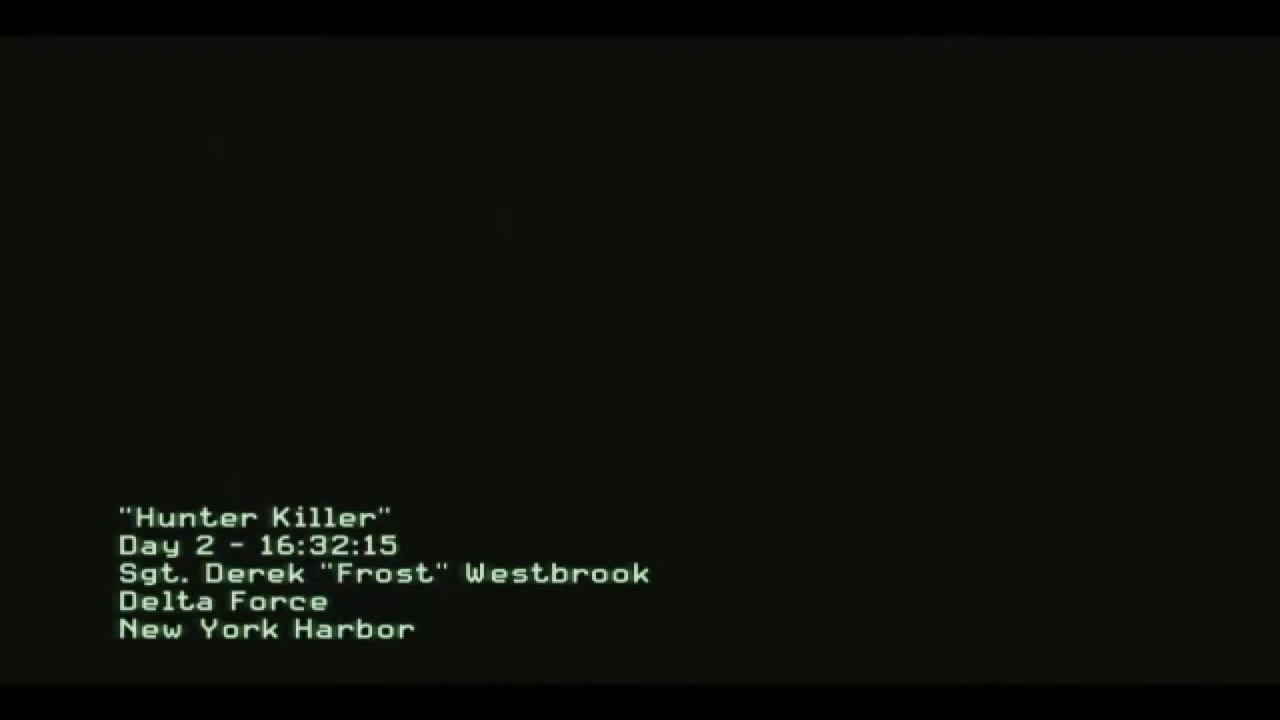 "Hunter Killer"
Day 2 - 16:32:15
Sgt. Derek "Frost" Westbrook
Delta Force
New York Harbor